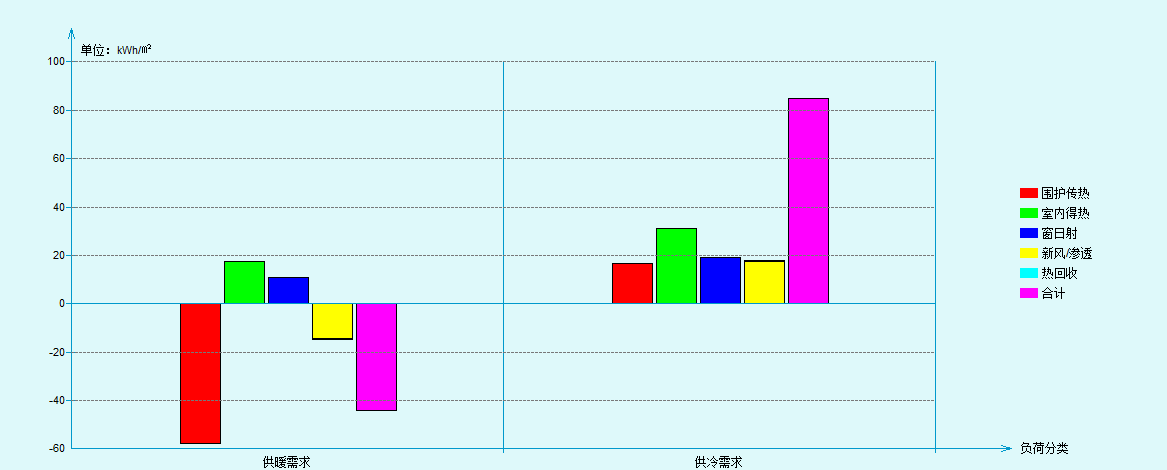 单位：kWh/㎡
100
80
60
40
20
0
-20
-40
-60
供暖需求
供冷需求
负荷分类
围护传热
室内得热
窗日射
新风/渗透
热回收
合计